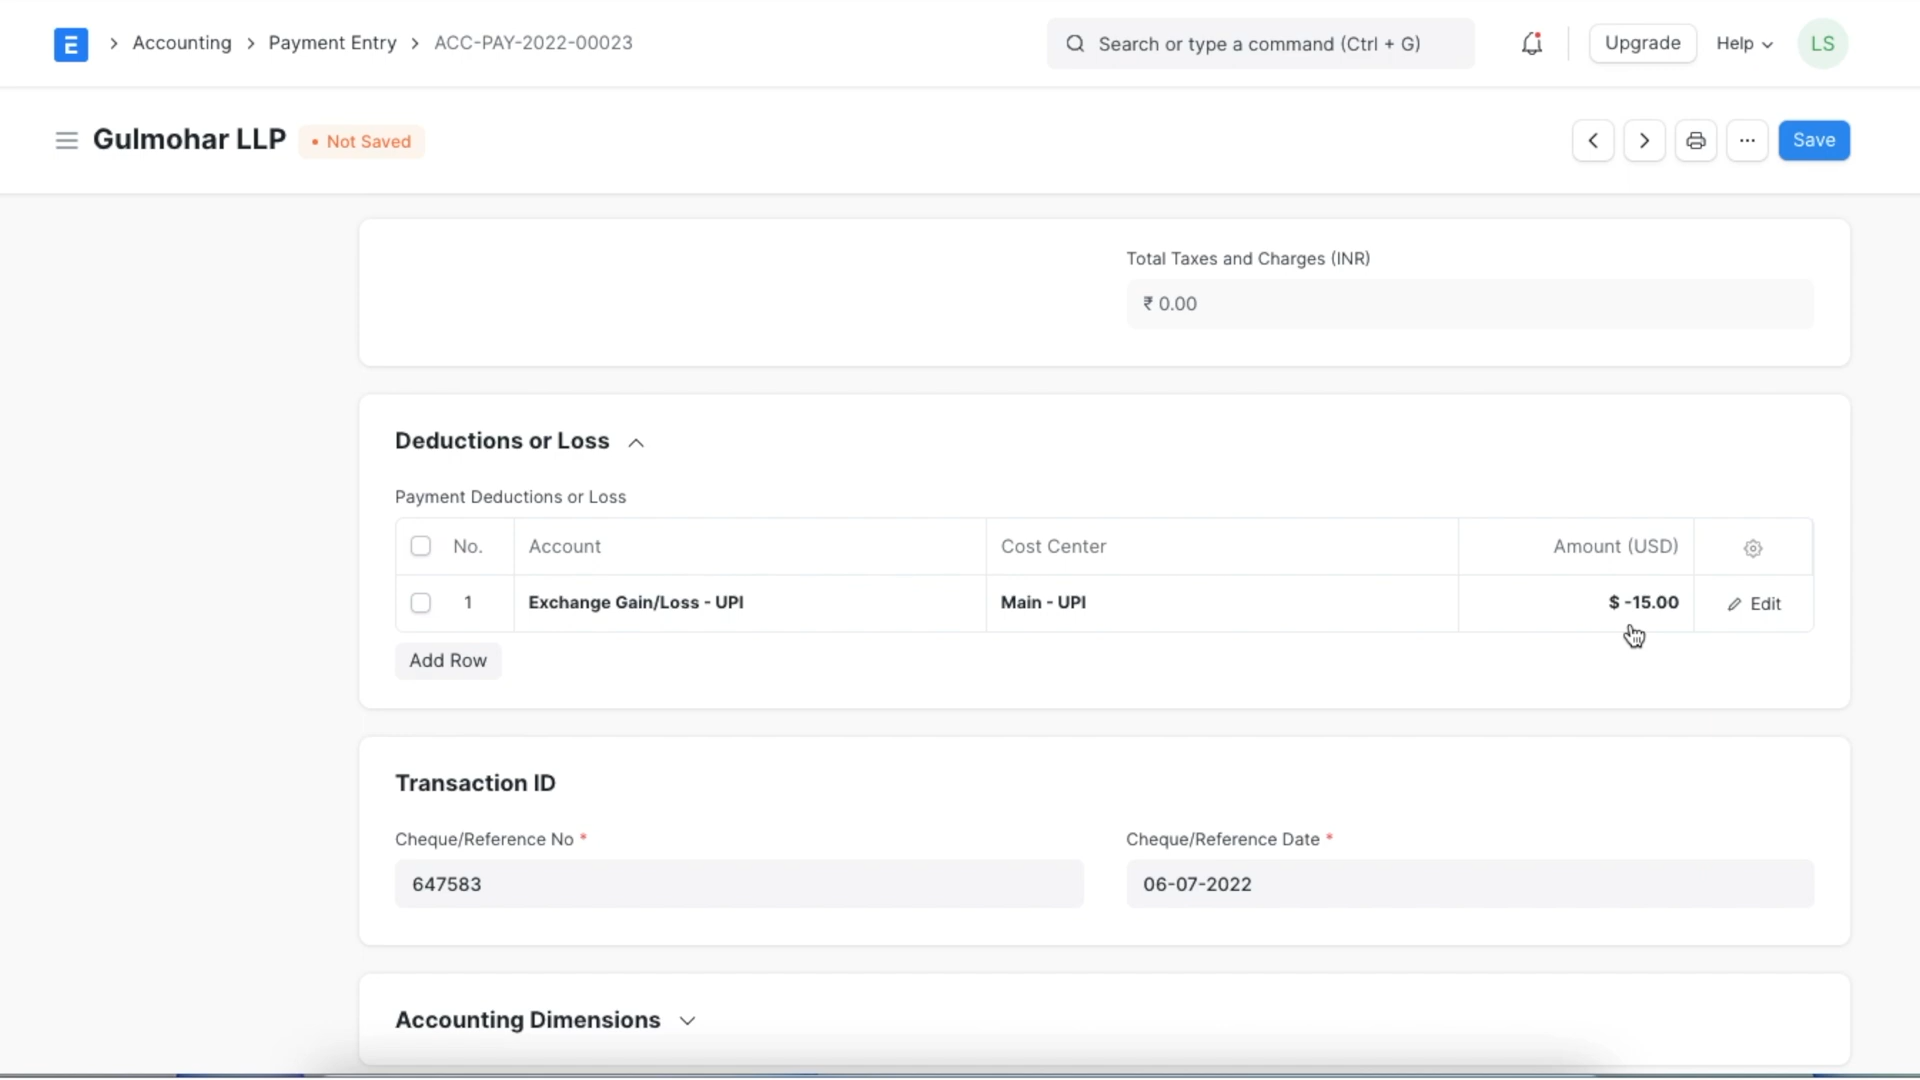 E > Accounting > Payment Entry > ACC-PAY-2022-00023 Search or type a command (Ctrl + G) Upgrade Help LS
Gulmohar LLP • Not Saved ... Save
Total Taxes and Charges (INR)
₹ 0.00
Deductions or Loss
Payment Deductions or Loss
No. Account Cost Center Amount (USD)
1 Exchange Gain/Loss - UPI Main - UPI $ -15.00 Edit
Add Row
Transaction ID
Cheque/Reference No * Cheque/Reference Date *
647583 06-07-2022
Accounting Dimensions